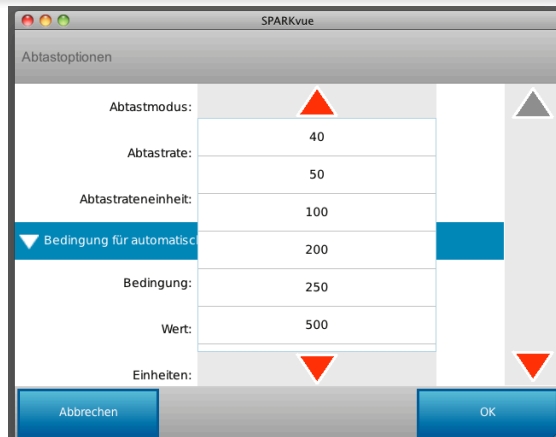 SPARKvue
Abtastoptionen
Abtastmodus:
40
Abtastrate:
50
Abtastrateneinheit:
100
Bedingung für automatisc
200
Bedingung:
250
Wert:
500
Einheiten:
Abbrechen
OK